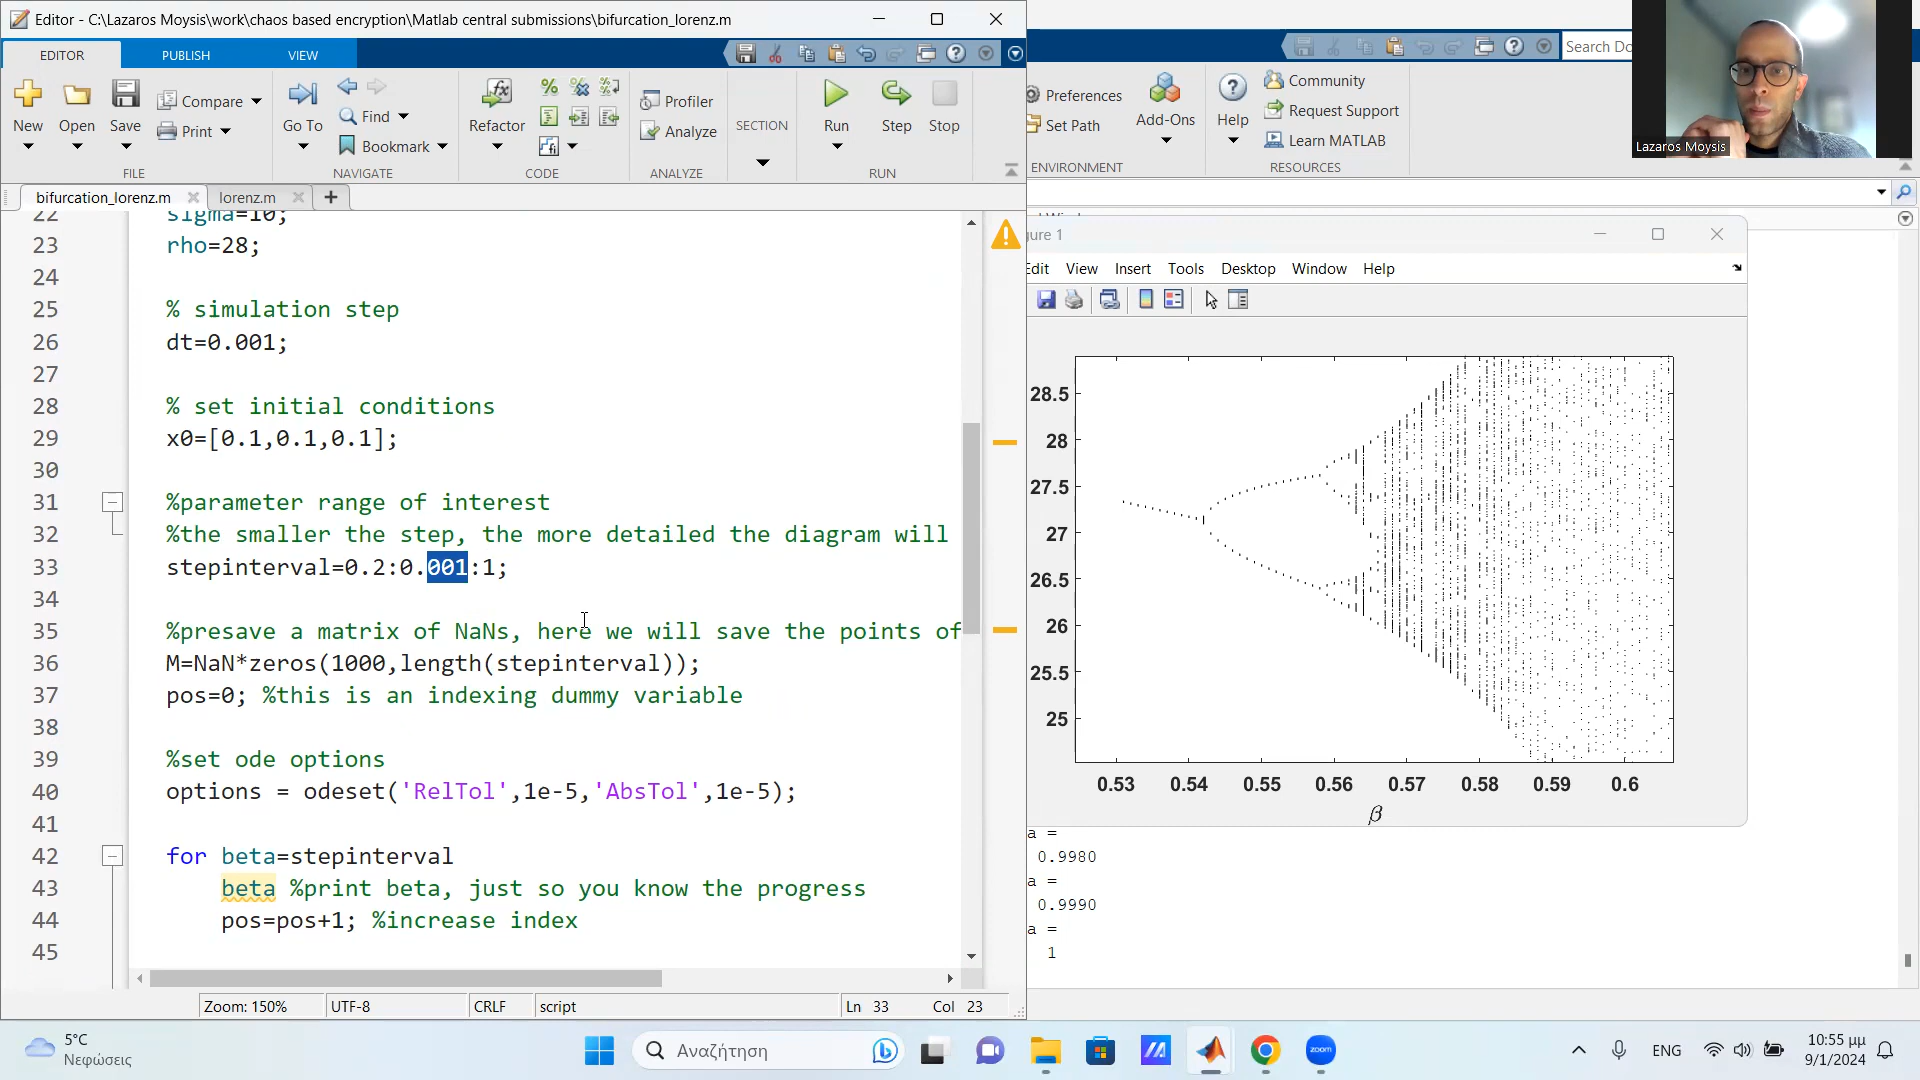 Editor - C:\Lazaros Moysis\work\chaos based encryption\Matlab central submissions\bifurcation_lorenz.m
EDITOR PUBLISH VIEW
Search Do
New Open Save Compare Print
Go To Find Bookmark
Refactor
Profiler Analyze
SECTION
Run Step Stop
FILE NAVIGATE CODE ANALYZE RUN
Preferences Set Path
Add-Ons
Help
Community
Request Support
Learn MATLAB
ENVIRONMENT RESOURCES
Lazaros Moysis
bifurcation_lorenz.m lorenz.m
22 sigma=10;
23 rho=28;
24
25 % simulation step
26 dt=0.001;
27
28 % set initial conditions
29 x0=[0.1,0.1,0.1];
30
31 %parameter range of interest
32 %the smaller the step, the more detailed the diagram will
33 stepinterval=0.2:0.001:1;
34
35 %presave a matrix of NaNs, here we will save the points of
36 M=NaN*zeros(1000,length(stepinterval));
37 pos=0; %this is an indexing dummy variable
38
39 %set ode options
40 options = odeset('RelTol',1e-5,'AbsTol',1e-5);
41
42 for beta=stepinterval
43 beta %print beta, just so you know the progress
44 pos=pos+1; %increase index
45
gure 1
Edit View Insert Tools Desktop Window Help
28.5
28
27.5
27
26.5
26
25.5
25
0.53 0.54 0.55 0.56 0.57 0.58 0.59 0.6
β
a =
0.9980
a =
0.9990
a =
1
Zoom: 150% UTF-8 CRLF script Ln 33 Col 23
5°C
Νεφώσεις
Αναζήτηση
zoom
ENG
10:55 μμ
9/1/2024